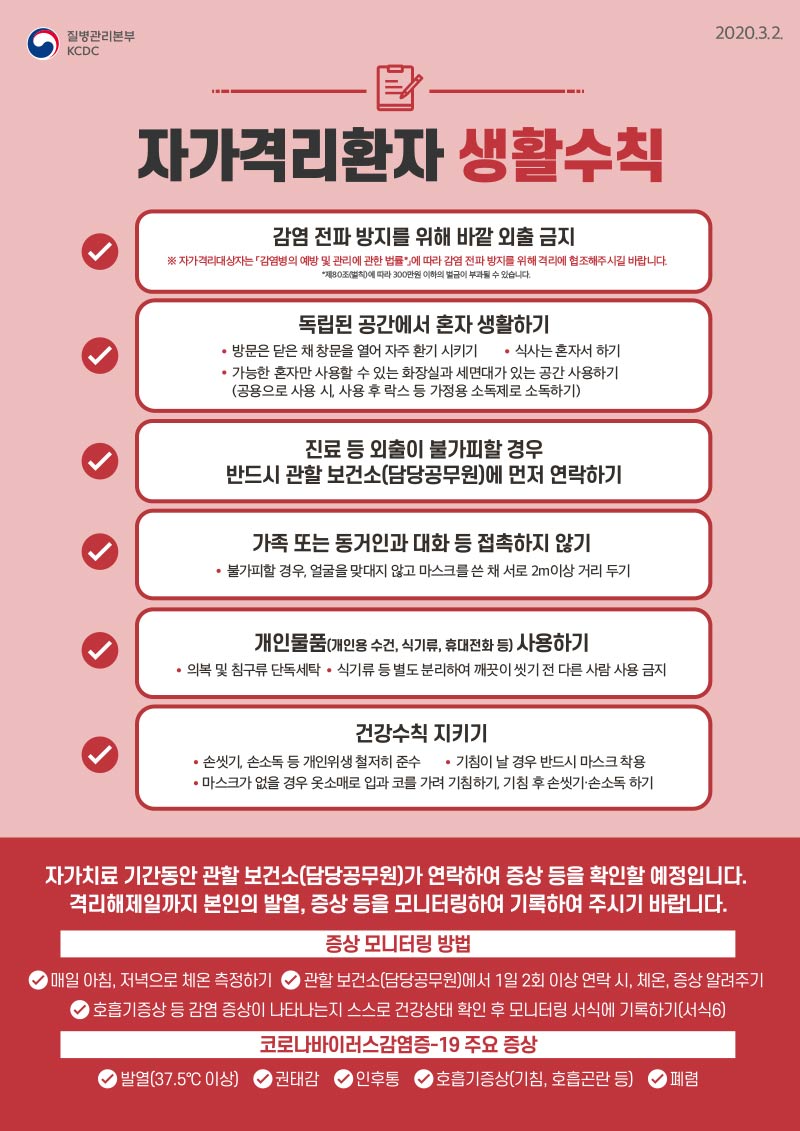 질병관리본부
KCDC
2020.3.2.
자가격리환자 생활수칙
감염 전파 방지를 위해 바깥 외출 금지
※ 자가격리대상자는 「감염병의 예방 및 관리에 관한 법률*」에 따라 감염 전파 방지를 위해 격리에 협조해주시길 바랍니다.
*제80조(벌칙)에 따라 300만원 이하의 벌금이 부과될 수 있습니다.
독립된 공간에서 혼자 생활하기
• 방문은 닫은 채 창문을 열어 자주 환기 시키기 • 식사는 혼자서 하기
• 가능한 혼자만 사용할 수 있는 화장실과 세면대가 있는 공간 사용하기
(공용으로 사용 시, 사용 후 락스 등 가정용 소독제로 소독하기)
진료 등 외출이 불가피할 경우
반드시 관할 보건소(담당공무원)에 먼저 연락하기
가족 또는 동거인과 대화 등 접촉하지 않기
• 불가피할 경우, 얼굴을 맞대지 않고 마스크를 쓴 채 서로 2m이상 거리 두기
개인물품(개인용 수건, 식기류, 휴대전화 등) 사용하기
• 의복 및 침구류 단독세탁 • 식기류 등 별도 분리하여 깨끗이 씻기 전 다른 사람 사용 금지
건강수칙 지키기
• 손씻기, 손소독 등 개인위생 철저히 준수 • 기침이 날 경우 반드시 마스크 착용
• 마스크가 없을 경우 옷소매로 입과 코를 가려 기침하기, 기침 후 손씻기·손소독 하기
자가치료 기간동안 관할 보건소(담당공무원)가 연락하여 증상 등을 확인할 예정입니다.
격리해제일까지 본인의 발열, 증상 등을 모니터링하여 기록하여 주시기 바랍니다.
증상 모니터링 방법
매일 아침, 저녁으로 체온 측정하기 관할 보건소(담당공무원)에서 1일 2회 이상 연락 시, 체온, 증상 알려주기
호흡기증상 등 감염 증상이 나타나는지 스스로 건강상태 확인 후 모니터링 서식에 기록하기(서식6)
코로나바이러스감염증-19 주요 증상
발열(37.5℃ 이상) 권태감 인후통 호흡기증상(기침, 호흡곤란 등) 폐렴